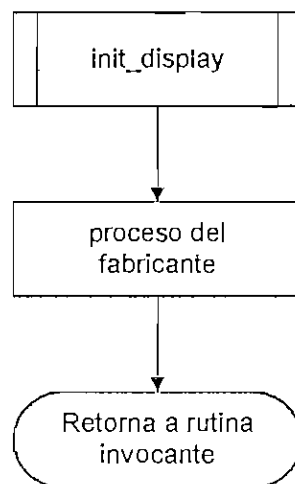 init_display
proceso del
fabricante
Retorna a rutina
invocante